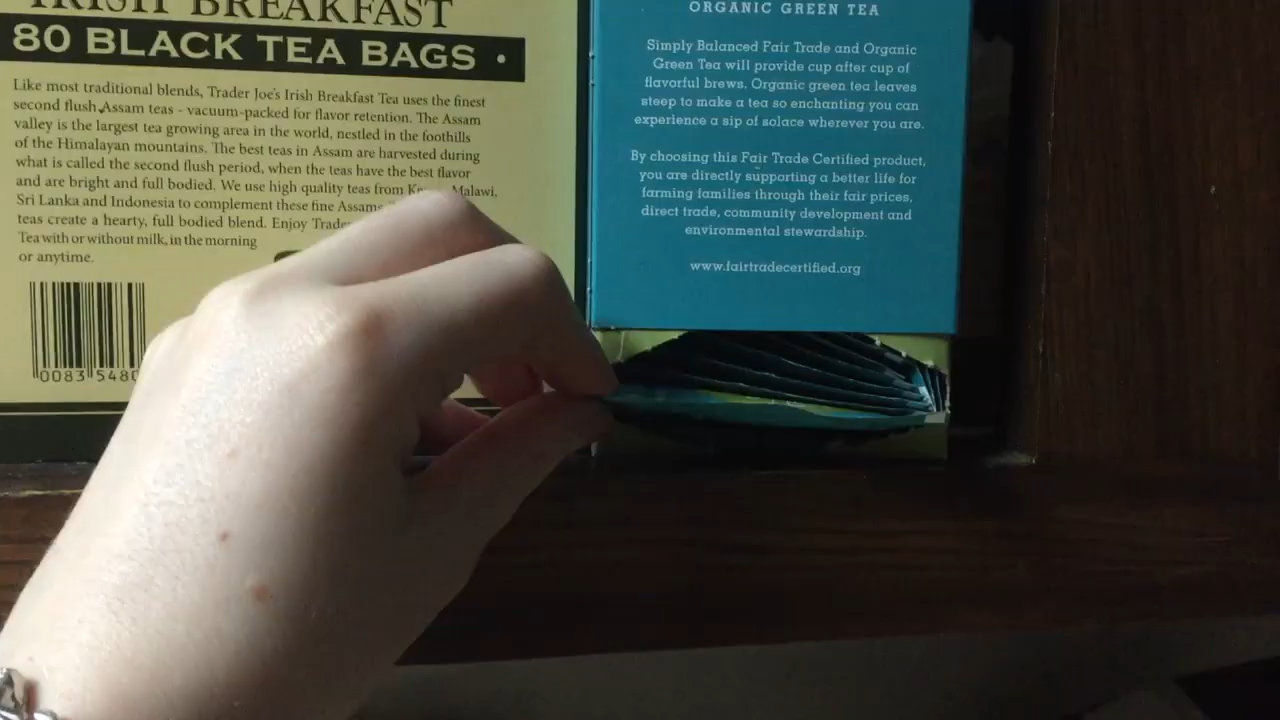 IRISH BREAKFAST
80 BLACK TEA BAGS •
Like most traditional blends, Trader Joe's Irish Breakfast Tea uses the finest
second flush Assam teas - vacuum-packed for flavor retention. The Assam
valley is the largest tea growing area in the world, nestled in the foothills
of the Himalayan mountains. The best teas in Assam are harvested during
what is called the second flush period, when the teas have the best flavor
and are bright and full bodied. We use high quality teas from Malawi,
Sri Lanka and Indonesia to complement these fine Assam
teas create a hearty, full bodied blend. Enjoy
Tea with or without milk, in the morning
or anytime.
0083 5480
ORGANIC GREEN TEA
Simply Balanced Fair Trade and Organic
Green Tea will provide cup after cup of
flavorful brews. Organic green tea leaves
steep to make a tea so enchanting you can
experience a sip of solace wherever you are.
By choosing this Fair Trade Certified product,
you are directly supporting a better life for
farming families through their fair prices,
direct trade, community development and
environmental stewardship.
www.fairtradecertified.org